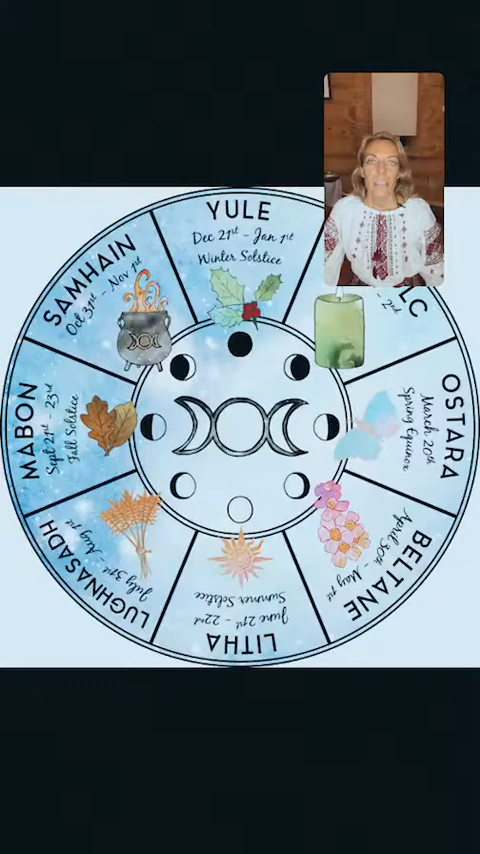 YULE
Dec 21st - Jan 1st
Winter Solstice
LC
- 2nd
OSTARA
March 20th
Spring Equinox
BELTANE
April 30th - May 1st
LITHA
June 21st - 22nd
Summer Solstice
LUGHNASADH
July 31st - Aug 1st
MABON
Sept 21st - 23rd
Fall Solstice
SAMHAIN
Oct 31st - Nov 1st